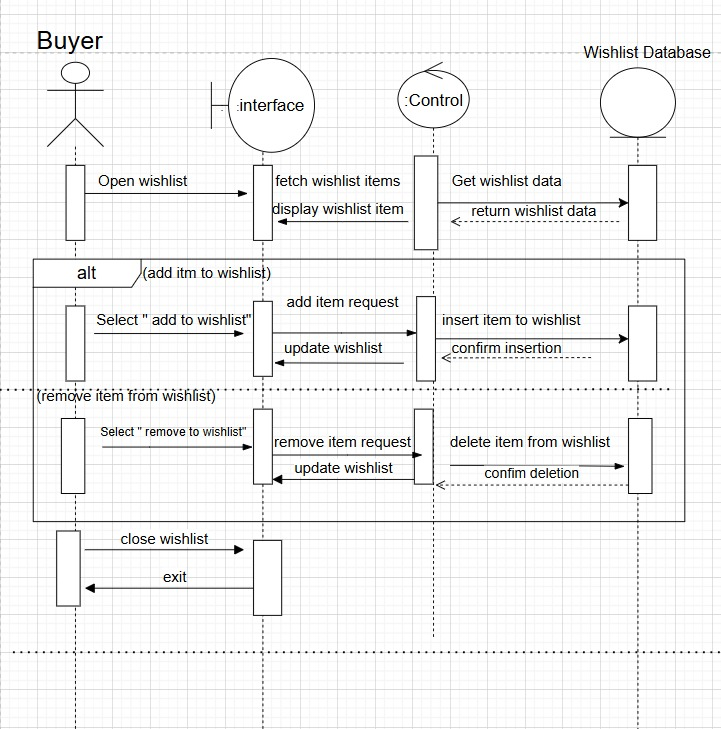 Buyer
Wishlist Database
:interface
:Control
Open wishlist
fetch wishlist items
Get wishlist data
display wishlist item
return wishlist data
alt
(add itm to wishlist)
add item request
Select " add to wishlist"
insert item to wishlist
update wishlist
confirm insertion
(remove item from wishlist)
Select " remove to wishlist"
remove item request
delete item from wishlist
update wishlist
confim deletion
close wishlist
exit